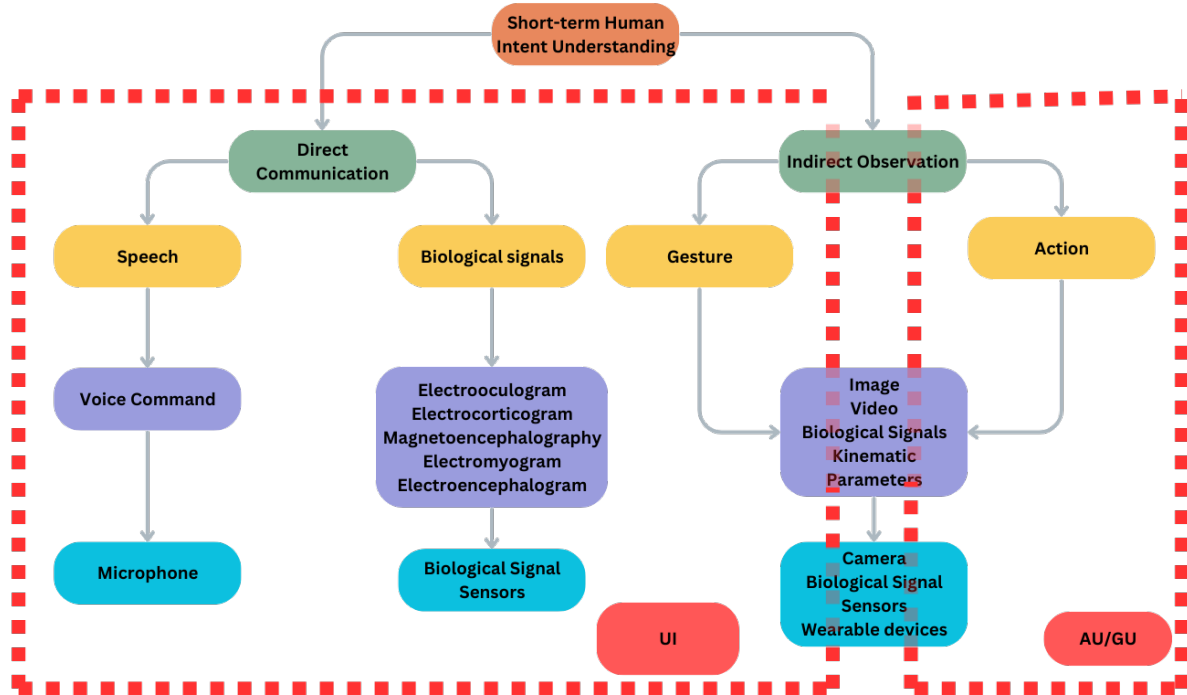 Short-term Human
Intent Understanding
Direct
Communication
Indirect Observation
Speech
Biological signals
Gesture
Action
Voice Command
Electrooculogram
Electrocorticogram
Magnetoencephalography
Electromyogram
Electroencephalogram
Image
Video
Biological Signals
Kinematic
Parameters
Microphone
Biological Signal
Sensors
Camera
Biological Signal
Sensors
Wearable devices
UI
AU/GU